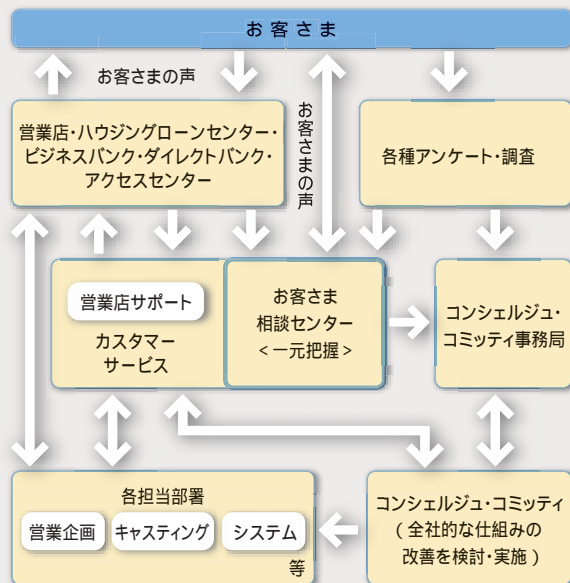 お客さま
お客さまの声
お客さまの声
営業店・ハウジングローンセンター・
ビジネスバンク・ダイレクトバンク・
アクセスセンター
各種アンケート・調査
営業店サポート
カスタマー
サービス
お客さま
相談センター
<一元把握>
コンシェルジュ・
コミッティ事務局
各担当部署
営業企画
キャスティング
システム
等
コンシェルジュ・コミッティ
(全社的な仕組みの
改善を検討・実施)